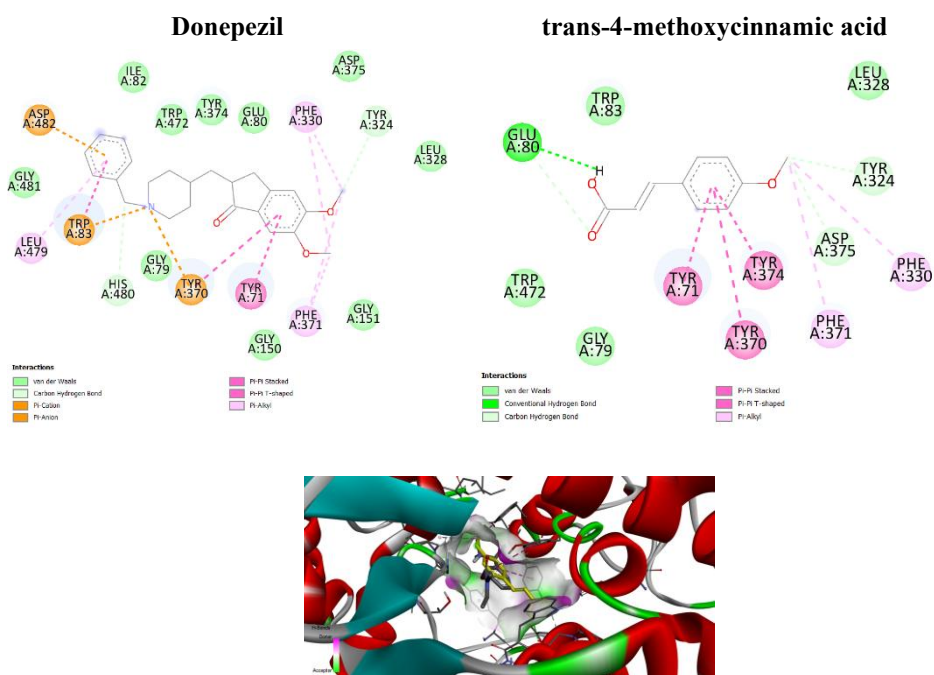 Donepezil
trans-4-methoxycinnamic acid
ILE
A:82
ASP
A:375
ASP
A:482
TRP
A:472
TYR
A:374
GLU
A:80
PHE
A:330
TYR
A:324
LEU
A:328
GLY
A:481
TRP
A:83
N
O
O
O
LEU
A:479
HIS
A:480
GLY
A:79
TYR
A:370
TYR
A:71
PHE
A:371
GLY
A:151
GLY
A:150
Interactions
van der Waals
Carbon Hydrogen Bond
Pi-Cation
Pi-Anion
Pi-Pi Stacked
Pi-Pi T-shaped
Pi-Alkyl
LEU
A:328
TRP
A:83
GLU
A:80
H
O
O
O
TYR
A:324
ASP
A:375
PHE
A:330
TYR
A:374
TYR
A:71
TRP
A:472
PHE
A:371
TYR
A:370
GLY
A:79
Interactions
van der Waals
Conventional Hydrogen Bond
Carbon Hydrogen Bond
Pi-Pi Stacked
Pi-Pi T-shaped
Pi-Alkyl
H-Bonds
Donor
Acceptor